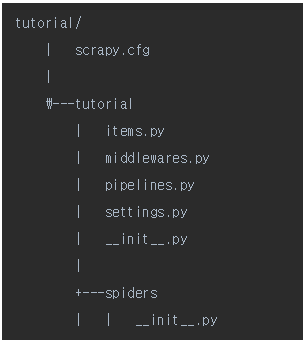 tutorial/
|   scrapy.cfg
|
₩---tutorial
|   items.py
|   middlewares.py
|   pipelines.py
|   settings.py
|   __init__.py
|
+---spiders
|   |   __init__.py